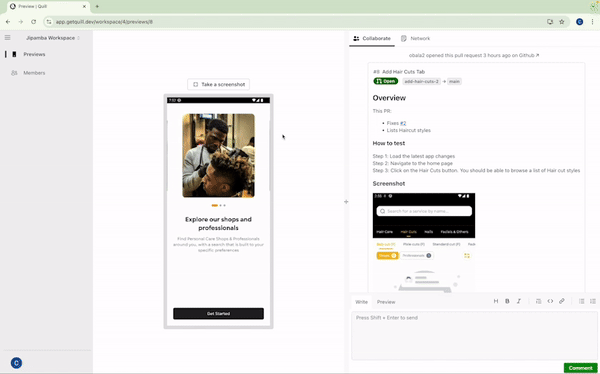 Preview | Quill
app.getquill.dev/workspace/4/previews/8
Jipamba Workspace
Previews
Members
C
Take a screenshot
Explore our shops and
professionals
Find Personal Care Shops & Professionals
around you, with a search that is built to your
specific preferences
Get Started
Collaborate
Network
obala2 opened this pull request 3 hours ago on Github
#8 Add Hair Cuts Tab
Open
add-hair-cuts-2
main
Overview
This PR:
Fixes #2
Lists Haircut styles
How to test
Step 1: Load the latest app changes
Step 2: Navigate to the home page
Step 3: Click on the Hair Cuts button. You should be able to browse a list of Hair cut styles
Screenshot
Search for a service by name...
Hair Care
Hair Cuts
Nails
Facials & Others
Shops
Professionals
Write
Preview
H B I
Press Shift + Enter to send
Comment